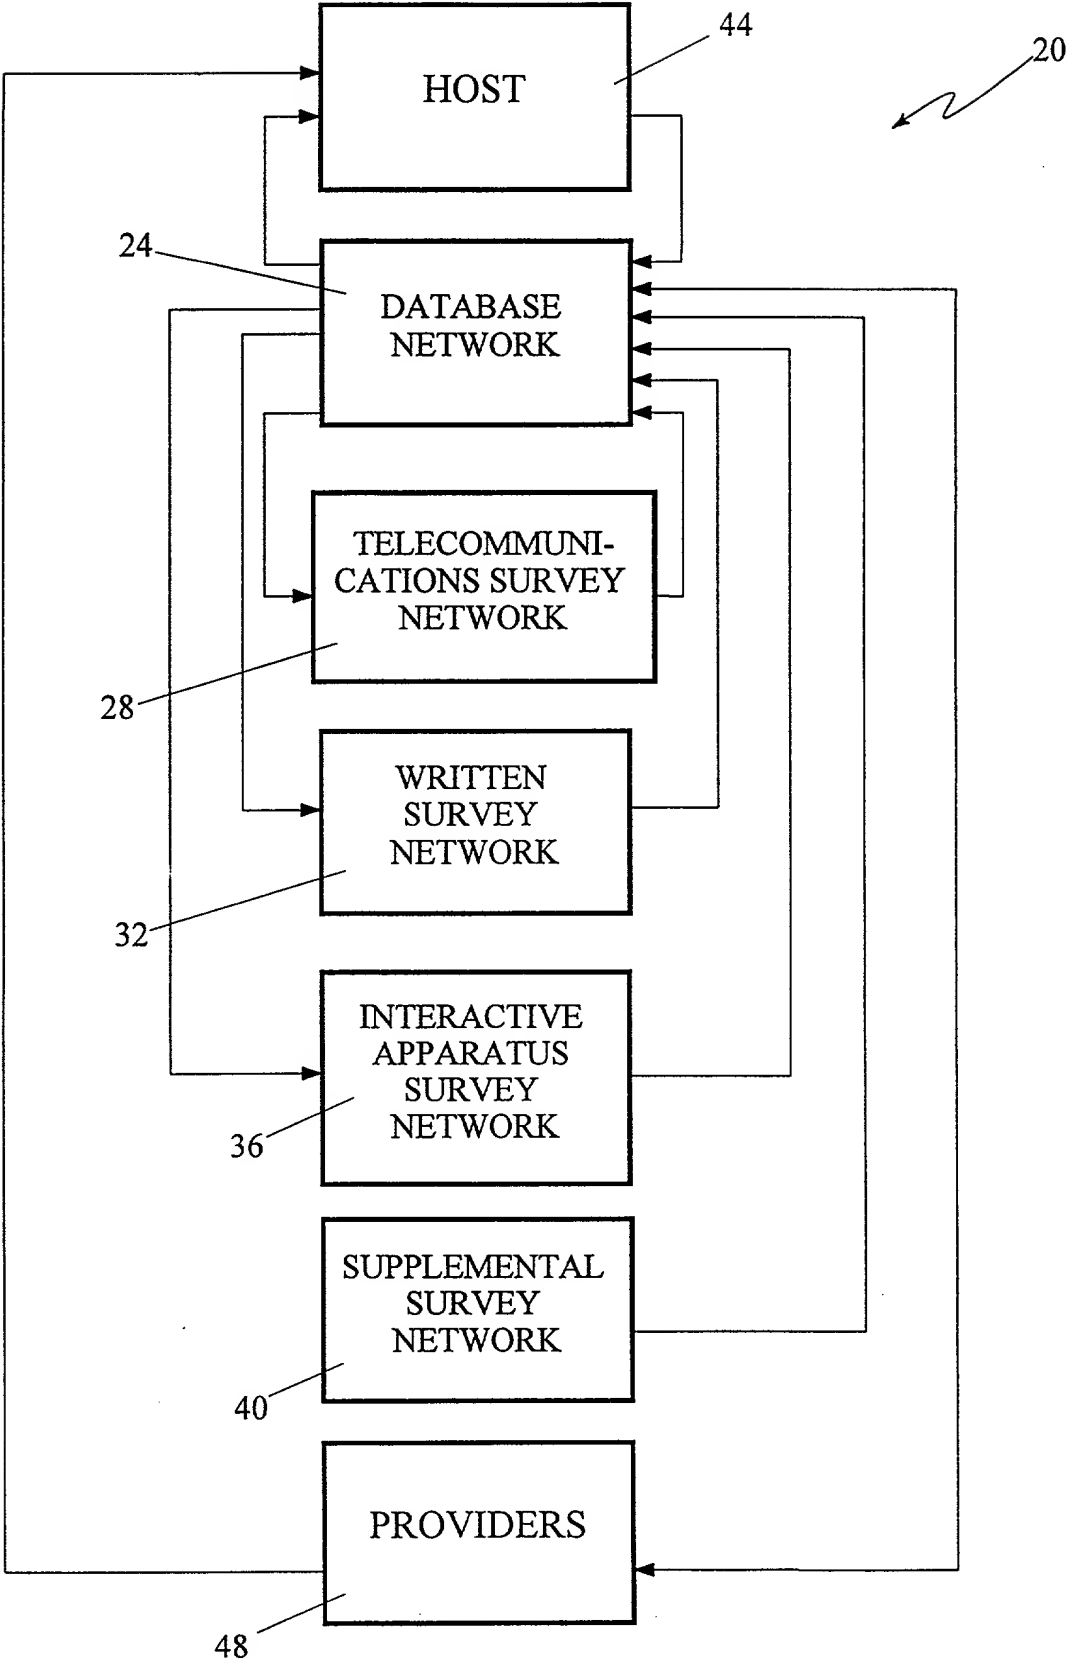 44
20
HOST
24
DATABASE
NETWORK
TELECOMMUNI-
CATIONS SURVEY
NETWORK
28
WRITTEN
SURVEY
NETWORK
32
INTERACTIVE
APPARATUS
SURVEY
NETWORK
36
SUPPLEMENTAL
SURVEY
NETWORK
40
PROVIDERS
48